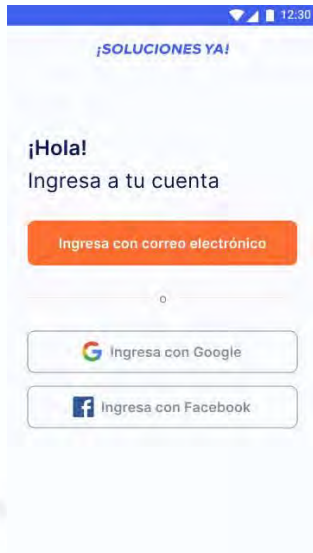 12:30
¡SOLUCIONES YA!
¡Hola!
Ingresa a tu cuenta
Ingresa con correo electrónico
o
Ingresa con Google
Ingresa con Facebook